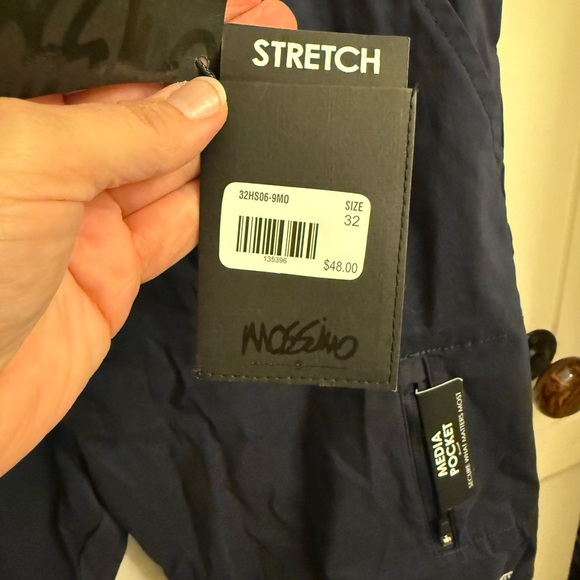 STRETCH
32HS06-9MO
SIZE
32
135396
$48.00
mossimo
MEDIA
POCKET
SECURE WHAT MATTERS MOST